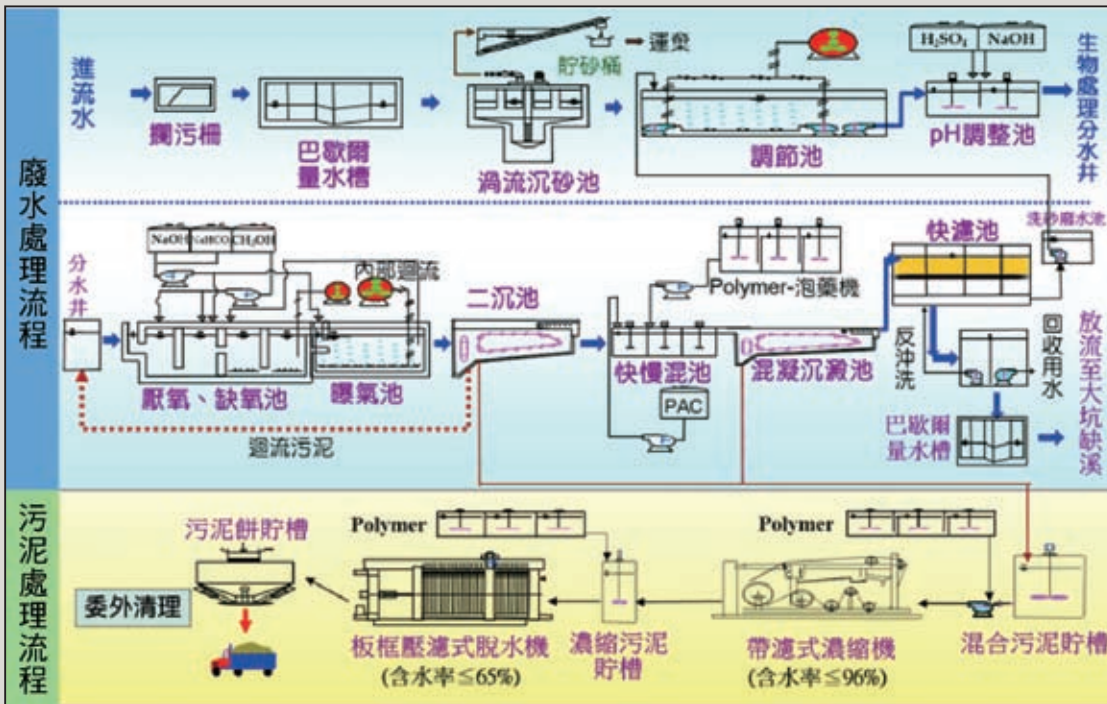 廢水處理流程
進流水
攔污柵
巴歇爾
量水槽
渦流沉砂池
貯砂桶
運棄
調節池
H₂SO₄
NaOH
pH調整池
生物處理分水井
分水井
NaOH
NaHCO
CH₃OH
厭氧、缺氧池
內部迴流
曝氣池
迴流污泥
二沉池
Polymer-泡藥機
快慢混池
PAC
混凝沉澱池
快濾池
洗砂廢水池
反沖洗
回收用水
巴歇爾
量水槽
放流至大坑缺溪
污泥處理流程
污泥餅貯槽
委外清理
Polymer
板框壓濾式脫水機
(含水率≦65%)
濃縮污泥
貯槽
Polymer
帶濾式濃縮機
(含水率≦96%)
混合污泥貯槽